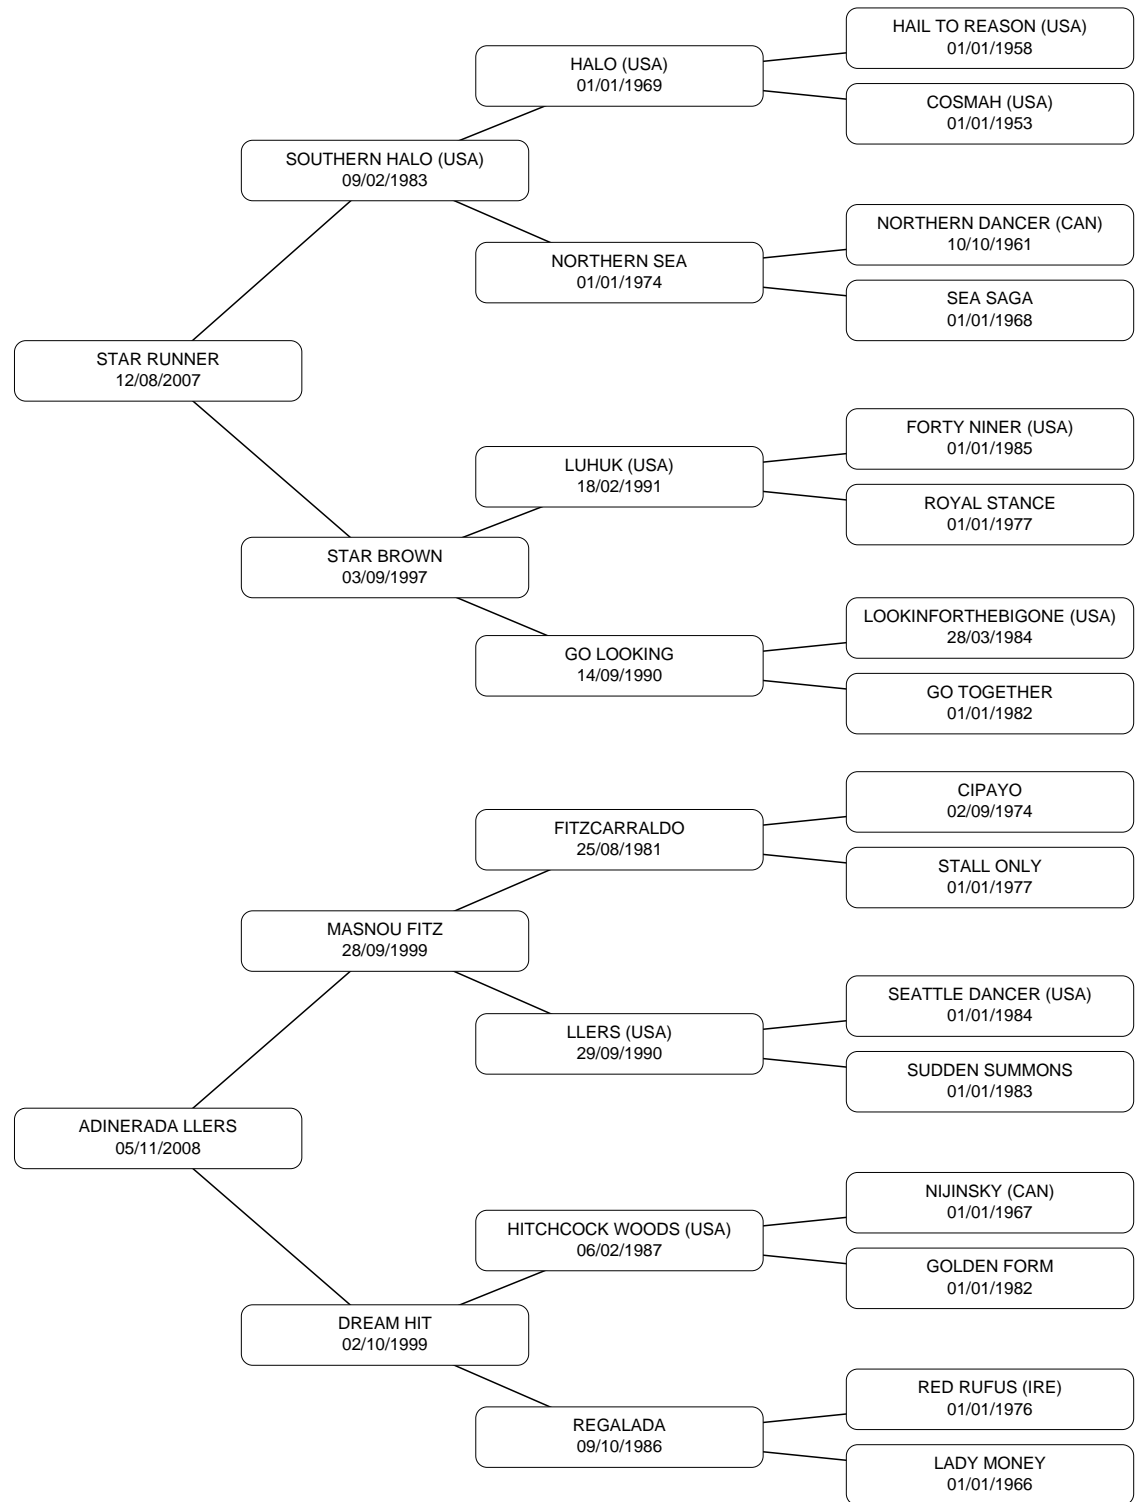 HAIL TO REASON (USA)
01/01/1958
HALO (USA)
01/01/1969
COSMAH (USA)
01/01/1953
SOUTHERN HALO (USA)
09/02/1983
NORTHERN DANCER (CAN)
10/10/1961
NORTHERN SEA
01/01/1974
SEA SAGA
01/01/1968
STAR RUNNER
12/08/2007
FORTY NINER (USA)
01/01/1985
LUHUK (USA)
18/02/1991
ROYAL STANCE
01/01/1977
STAR BROWN
03/09/1997
LOOKINFORTHEBIGONE (USA)
28/03/1984
GO LOOKING
14/09/1990
GO TOGETHER
01/01/1982
CIPAYO
02/09/1974
FITZCARRALDO
25/08/1981
STALL ONLY
01/01/1977
MASNOU FITZ
28/09/1999
SEATTLE DANCER (USA)
01/01/1984
LLERS (USA)
29/09/1990
SUDDEN SUMMONS
01/01/1983
ADINERADA LLERS
05/11/2008
NIJINSKY (CAN)
01/01/1967
HITCHCOCK WOODS (USA)
06/02/1987
GOLDEN FORM
01/01/1982
DREAM HIT
02/10/1999
RED RUFUS (IRE)
01/01/1976
REGALADA
09/10/1986
LADY MONEY
01/01/1966